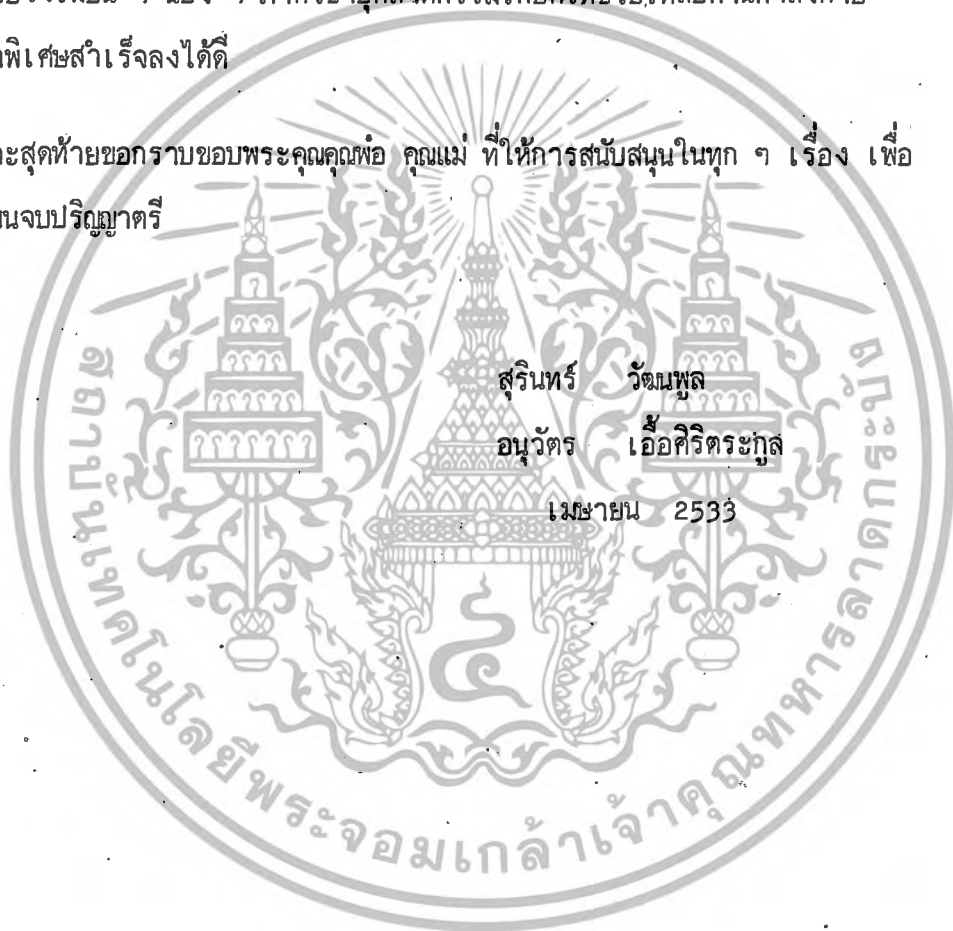 พิเศษสำเร็จลงได้ดี
สุดท้ายขอกราบขอบพระคุณคุณพ่อ คุณแม่ ที่ให้การสนับสนุนในทุก ๆ เรื่อง เพื่อ
จบปริญญาตรี
สุรินทร์ วัฒนพูล
อนุวัตร เอื้อศิริตระกูล
เมษายน 2533
สถาบันเทคโนโลยีพระจอมเกล้าเจ้าคุณทหารลาดกระบัง